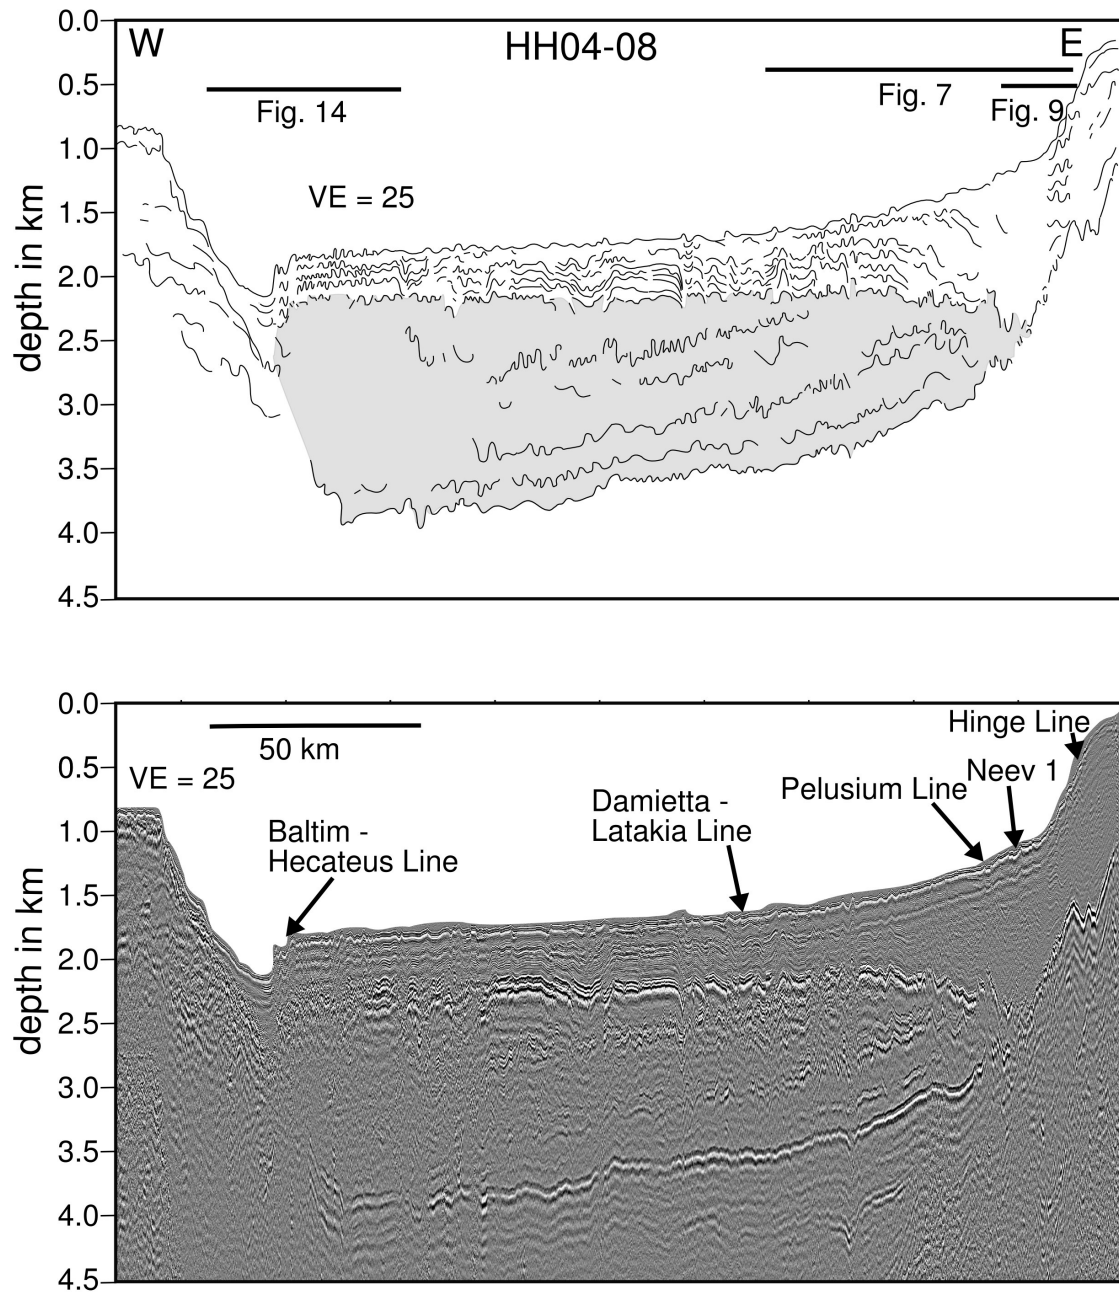 0.0
W
HH04-08
E
0.5
Fig. 14
Fig. 7
Fig. 9
1.0
VE = 25
1.5
depth in km
2.0
2.5
3.0
3.5
4.0
4.5
0.0
Hinge Line
50 km
0.5
VE = 25
Neev 1
Pelusium Line
Damietta -
Latakia Line
1.0
Baltim -
Hecateus Line
1.5
depth in km
2.0
2.5
3.0
3.5
4.0
4.5